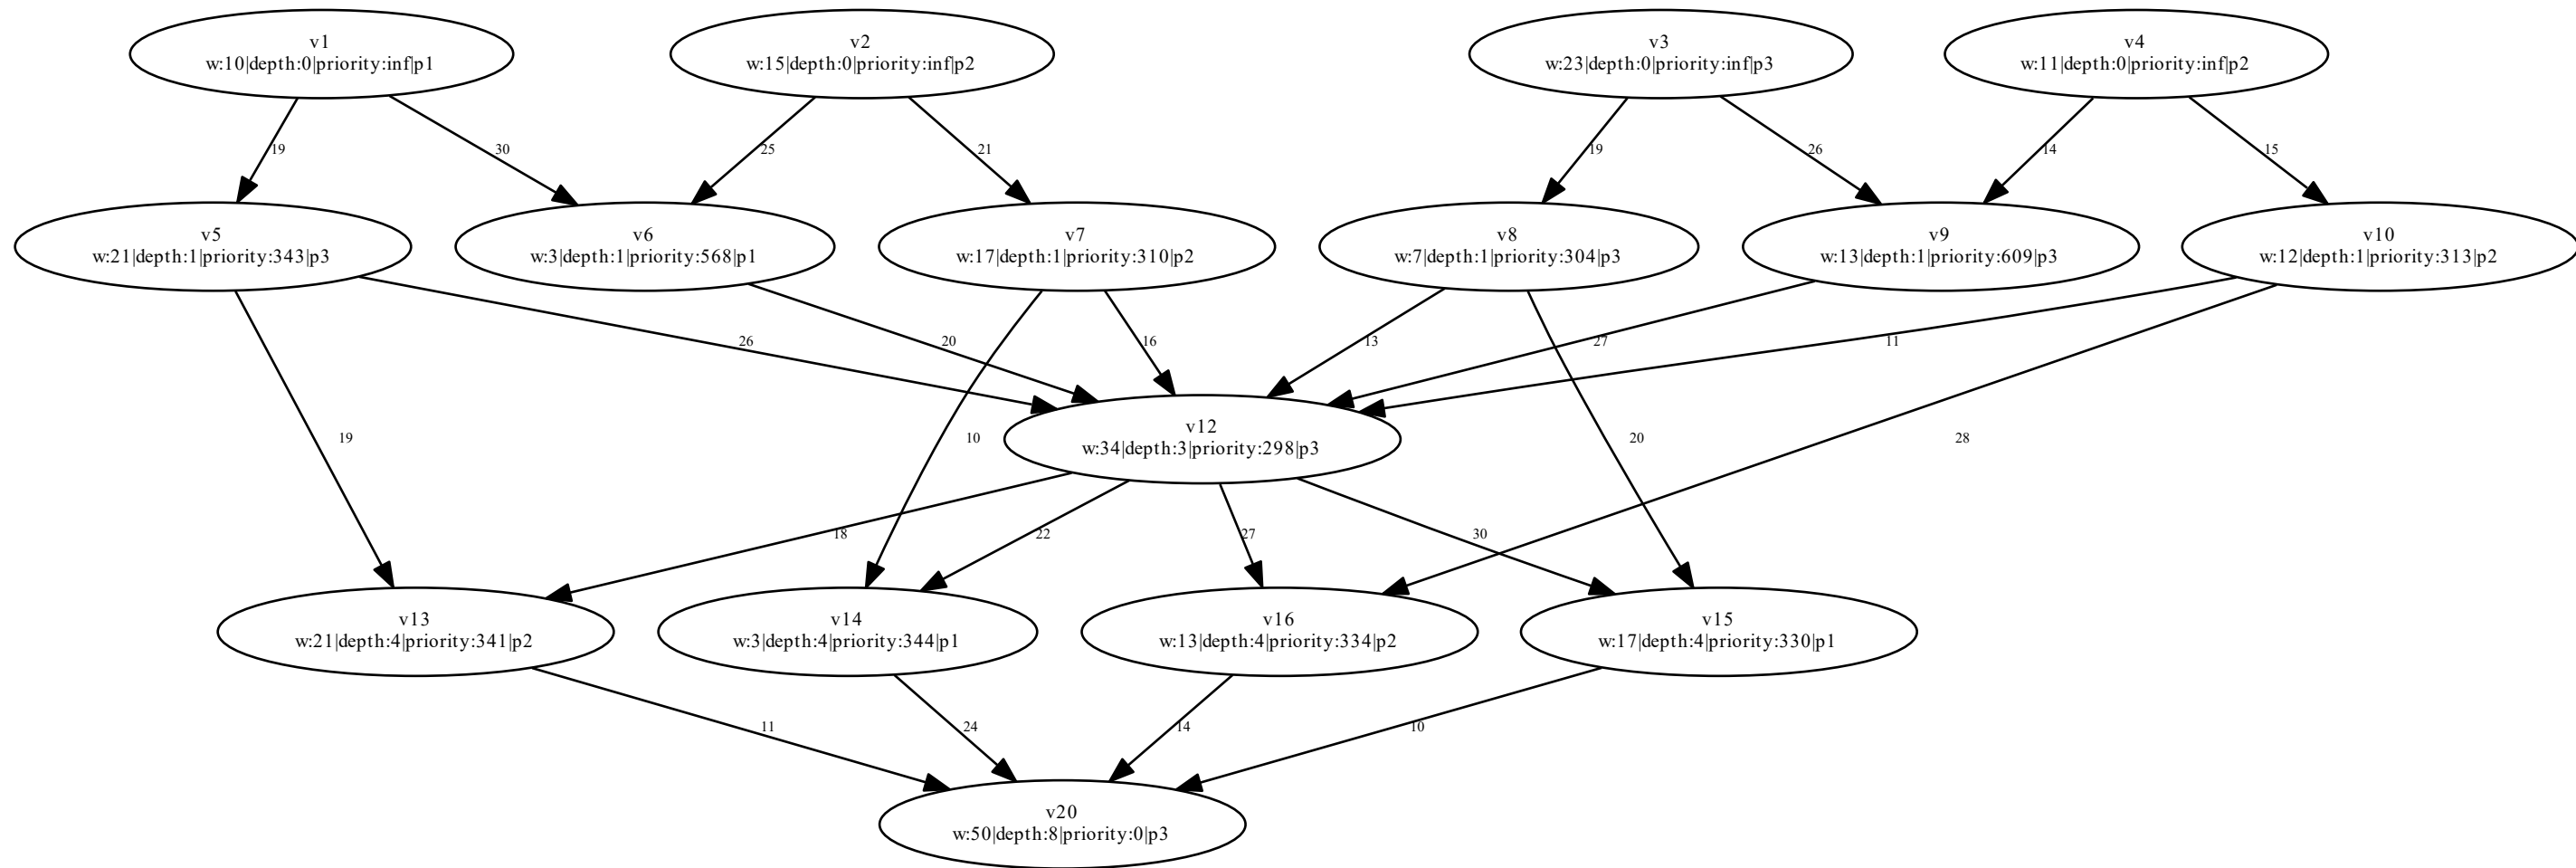 v1
w:10|depth:0|priority:inf|p1
v2
w:15|depth:0|priority:inf|p2
v3
w:23|depth:0|priority:inf|p3
v4
w:11|depth:0|priority:inf|p2
19
30
25
21
19
26
14
15
v5
w:21|depth:1|priority:343|p3
v6
w:3|depth:1|priority:568|p1
v7
w:17|depth:1|priority:310|p2
v8
w:7|depth:1|priority:304|p3
v9
w:13|depth:1|priority:609|p3
v10
w:12|depth:1|priority:313|p2
26
20
16
13
27
11
v12
w:34|depth:3|priority:298|p3
19
10
20
28
18
22
27
30
v13
w:21|depth:4|priority:341|p2
v14
w:3|depth:4|priority:344|p1
v16
w:13|depth:4|priority:334|p2
v15
w:17|depth:4|priority:330|p1
11
24
14
10
v20
w:50|depth:8|priority:0|p3